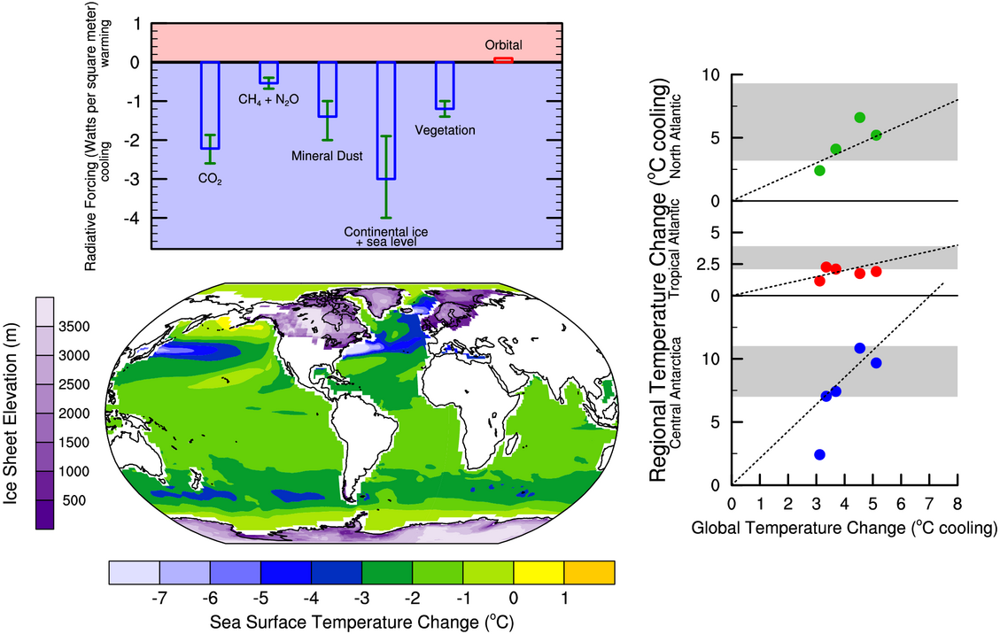 Radiative Forcing (Watts per square meter)
cooling
warming
1
0
-1
-2
-3
-4
CO₂
CH₄ + N₂O
Mineral Dust
Continental ice
+ sea level
Vegetation
Orbital
Ice Sheet Elevation (m)
3500
3000
2500
2000
1500
1000
500
-7
-6
-5
-4
-3
-2
-1
0
1
Sea Surface Temperature Change (°C)
Regional Temperature Change (°C cooling)
Central Antarctica
Tropical Atlantic
North Atlantic
10
5
0
5
2.5
0
10
5
0
0
1
2
3
4
5
6
7
8
Global Temperature Change (°C cooling)